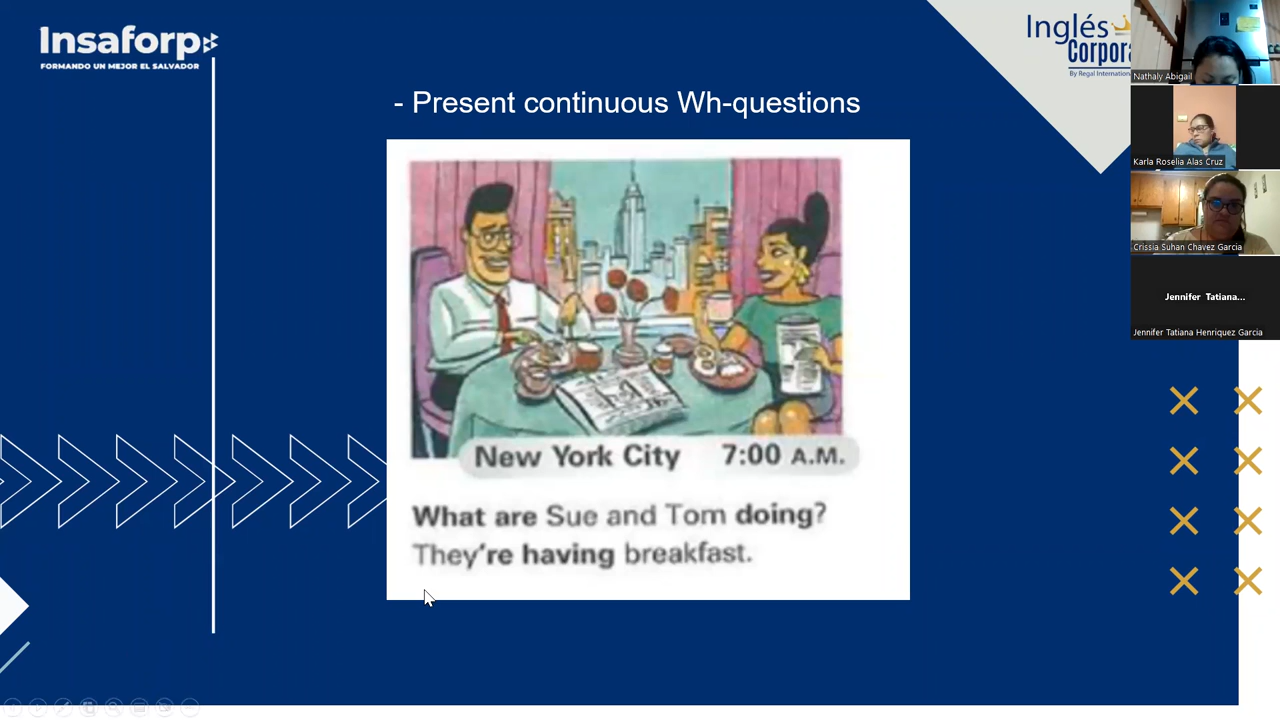 Insaforp
FORMANDO UN MEJOR EL SALVADOR
Inglés
Corpora
By Regal Internation
- Present continuous Wh-questions
New York City 7:00 A.M.
What are Sue and Tom doing?
They're having breakfast.
Nathaly Abigail
Karla Roselia Alas Cruz
Crissia Suhan Chavez Garcia
Jennifer Tatiana...
Jennifer Tatiana Henriquez Garcia